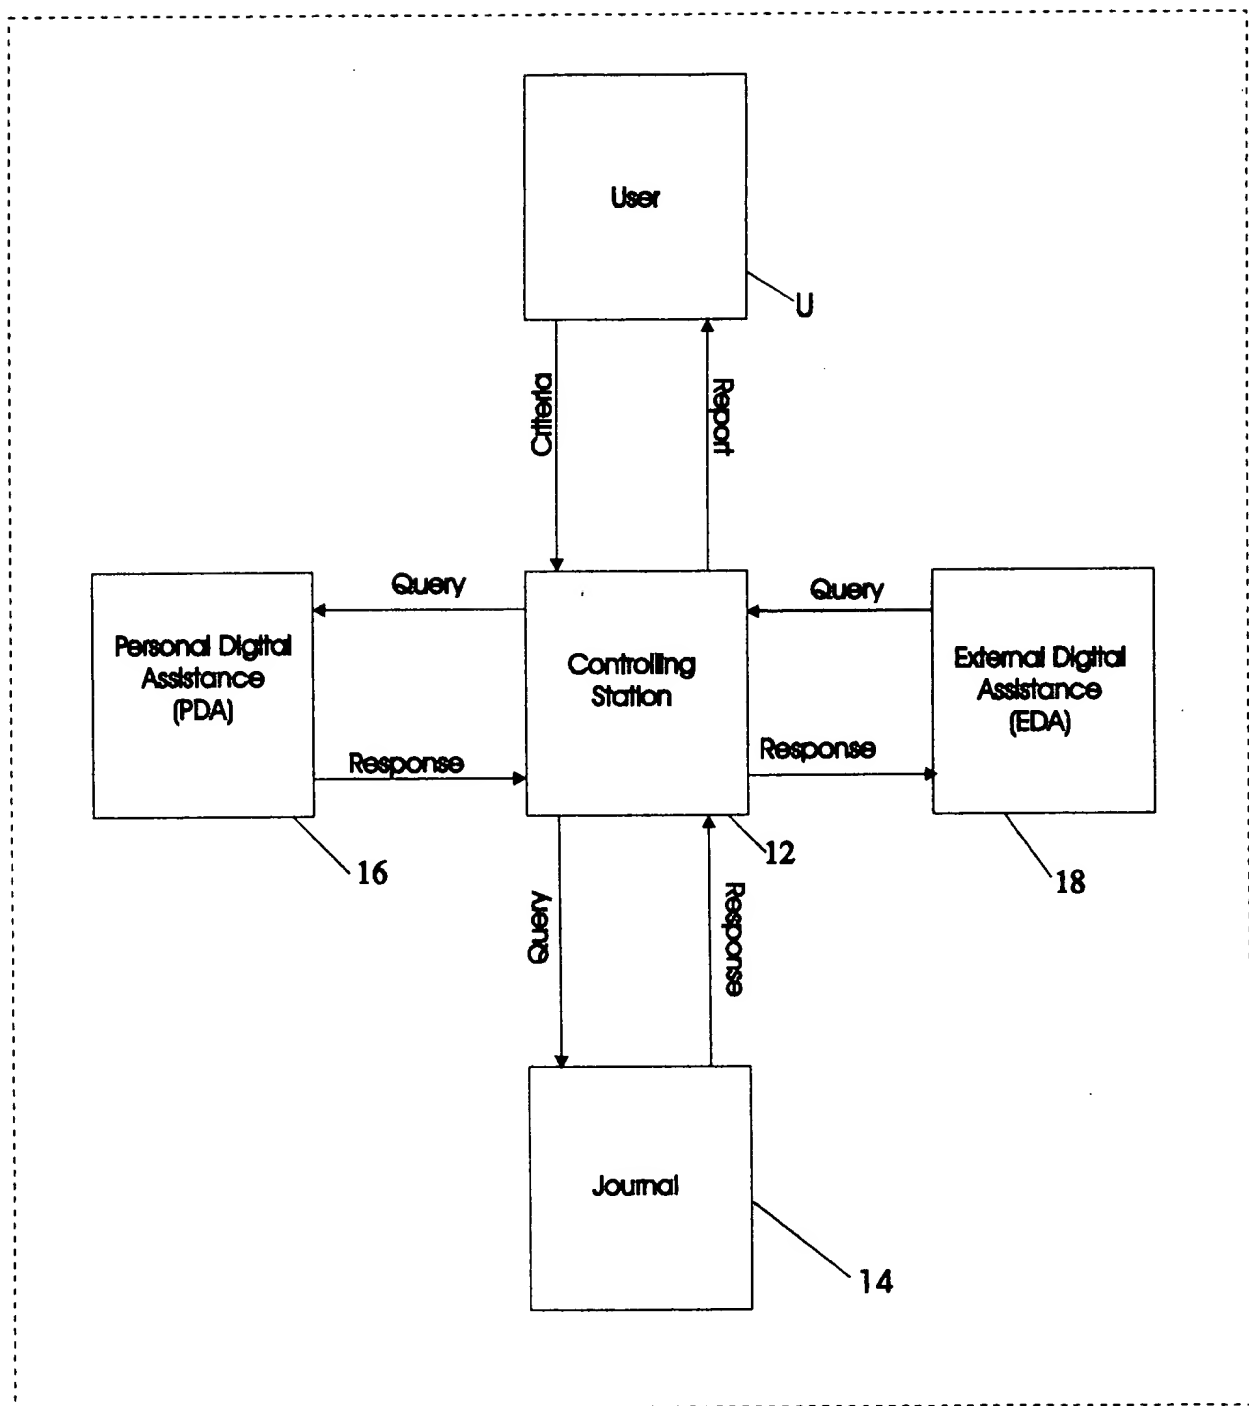 User
U
Criteria
Report
Query
Query
Personal Digital
Assistance
(PDA)
Controlling
Station
External Digital
Assistance
(EDA)
Response
Response
16
12
18
Query
Response
Journal
14